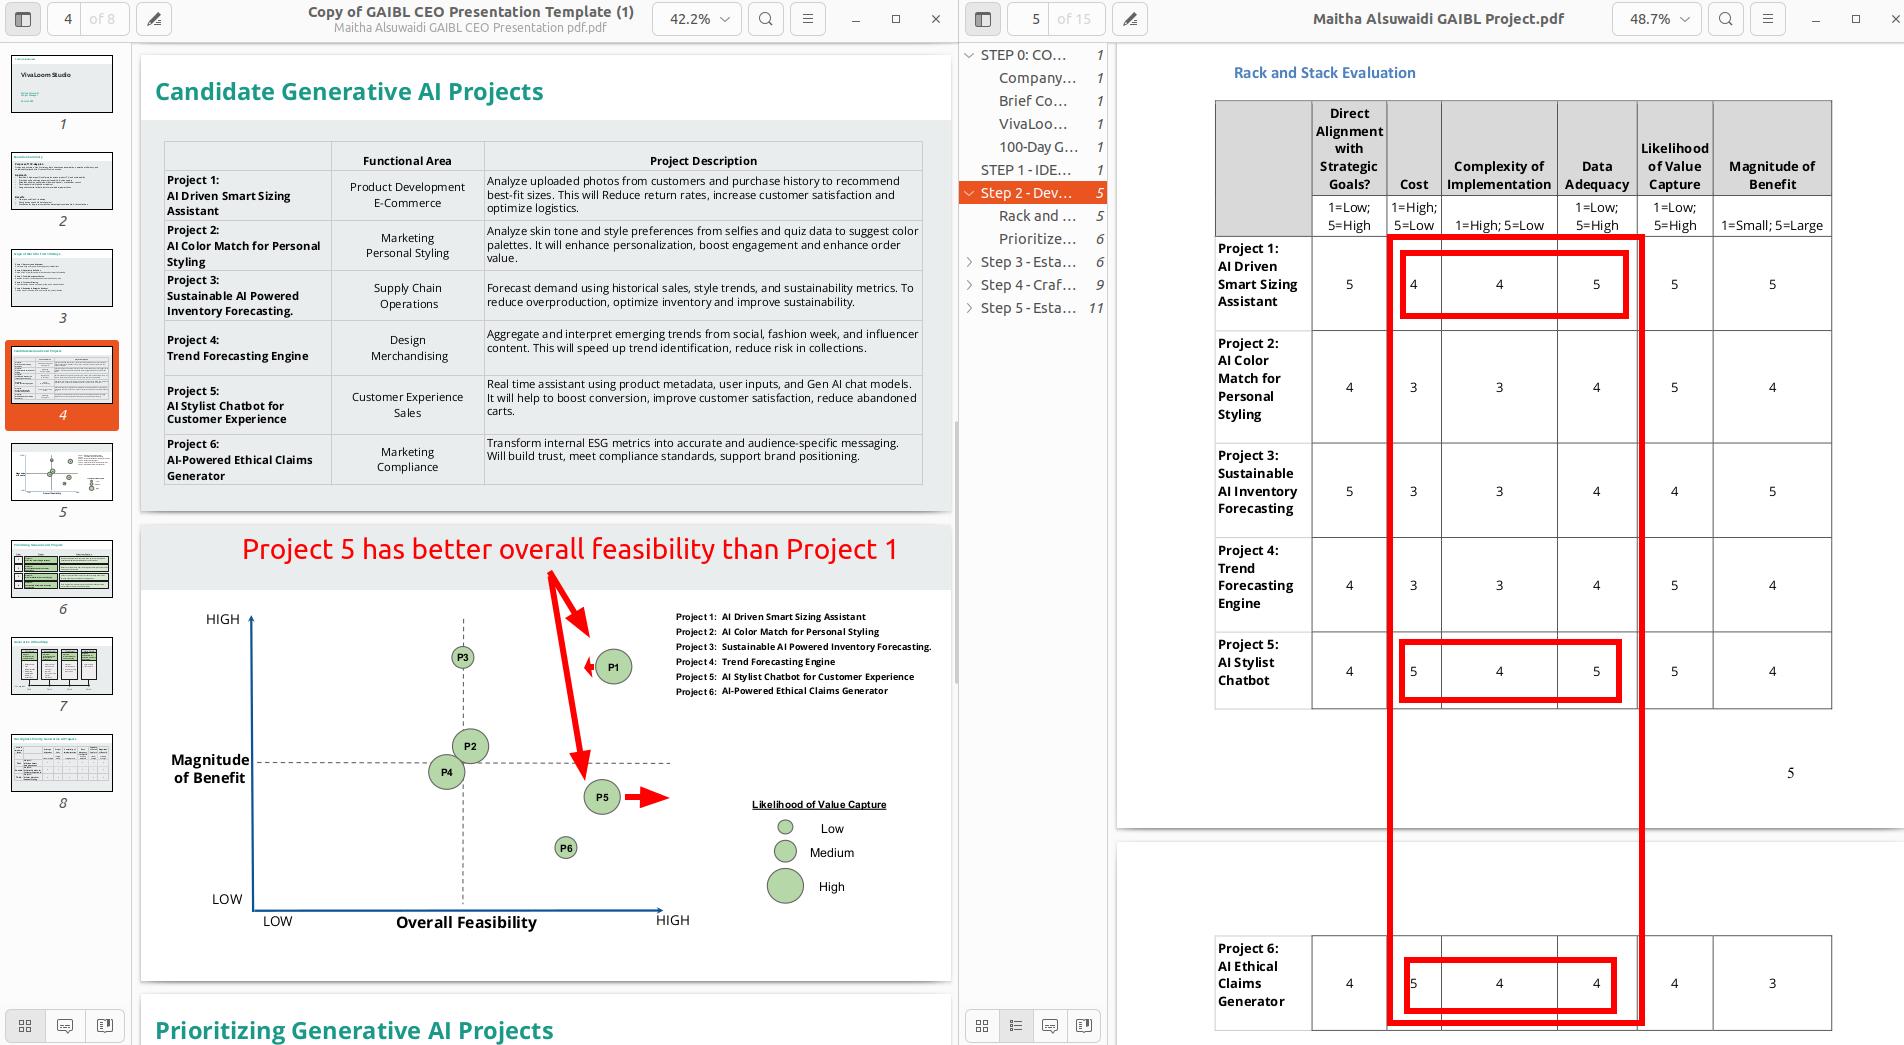 4 of 8
Copy of GAIBL CEO Presentation Template (1)
Maitha Alsuwaidi GAIBL CEO Presentation pdf.pdf
42.2%
5 of 15
Maitha Alsuwaidi GAIBL Project.pdf
48.7%
VivaLoom Studio
1
2
3
4
5
6
7
8
Candidate Generative AI Projects
Functional Area
Project Description
Project 1:
AI Driven Smart Sizing
Assistant
Product Development
E-Commerce
Analyze uploaded photos from customers and purchase history to recommend
best-fit sizes. This will Reduce return rates, increase customer satisfaction and
optimize logistics.
Project 2:
AI Color Match for Personal
Styling
Marketing
Personal Styling
Analyze skin tone and style preferences from selfies and quiz data to suggest color
palettes. It will enhance personalization, boost engagement and enhance order
value.
Project 3:
Sustainable AI Powered
Inventory Forecasting.
Supply Chain
Operations
Forecast demand using historical sales, style trends, and sustainability metrics. To
reduce overproduction, optimize inventory and improve sustainability.
Project 4:
Trend Forecasting Engine
Design
Merchandising
Aggregate and interpret emerging trends from social, fashion week, and influencer
content. This will speed up trend identification, reduce risk in collections.
Project 5:
AI Stylist Chatbot for
Customer Experience
Customer Experience
Sales
Real time assistant using product metadata, user inputs, and Gen AI chat models.
It will help to boost conversion, improve customer satisfaction, reduce abandoned
carts.
Project 6:
AI-Powered Ethical Claims
Generator
Marketing
Compliance
Transform internal ESG metrics into accurate and audience-specific messaging.
Will build trust, meet compliance standards, support brand positioning.
Project 5 has better overall feasibility than Project 1
HIGH
Magnitude
of Benefit
LOW
LOW
Overall Feasibility
HIGH
P3
P1
P2
P4
P5
P6
Project 1: AI Driven Smart Sizing Assistant
Project 2: AI Color Match for Personal Styling
Project 3: Sustainable AI Powered Inventory Forecasting.
Project 4: Trend Forecasting Engine
Project 5: AI Stylist Chatbot for Customer Experience
Project 6: AI-Powered Ethical Claims Generator
Likelihood of Value Capture
Low
Medium
High
Prioritizing Generative AI Projects
STEP 0: CO… 1
Company… 1
Brief Co… 1
VivaLoo… 1
100-Day G… 1
STEP 1 - IDE… 1
Step 2 - Dev… 5
Rack and … 5
Prioritize… 6
Step 3 - Esta… 6
Step 4 - Craf… 9
Step 5 - Esta… 11
Rack and Stack Evaluation
Direct
Alignment
with
Strategic
Goals?
Cost
Complexity of
Implementation
Data
Adequacy
Likelihood
of Value
Capture
Magnitude of
Benefit
1=Low;
5=High
1=High;
5=Low
1=High; 5=Low
1=Low;
5=High
1=Low;
5=High
1=Small; 5=Large
Project 1:
AI Driven
Smart Sizing
Assistant
5 4 4 5 5 5
Project 2:
AI Color
Match for
Personal
Styling
4 3 3 4 5 4
Project 3:
Sustainable
AI Inventory
Forecasting
5 3 3 4 4 5
Project 4:
Trend
Forecasting
Engine
4 3 3 4 5 4
Project 5:
AI Stylist
Chatbot
4 5 4 5 5 4
5
Project 6:
AI Ethical
Claims
Generator
4 5 4 4 4 3